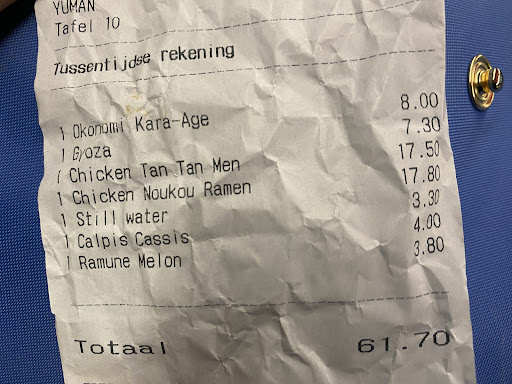 YUMAN
Tafel 10
Tussentijdse rekening
1 Okonomi Kara-Age 8.00
1 Gyoza 7.30
1 Chicken Tan Tan Men 17.50
1 Chicken Noukou Ramen 17.80
1 Still water 3.30
1 Calpis Cassis 4.00
1 Ramune Melon 3.80
Totaal 61.70